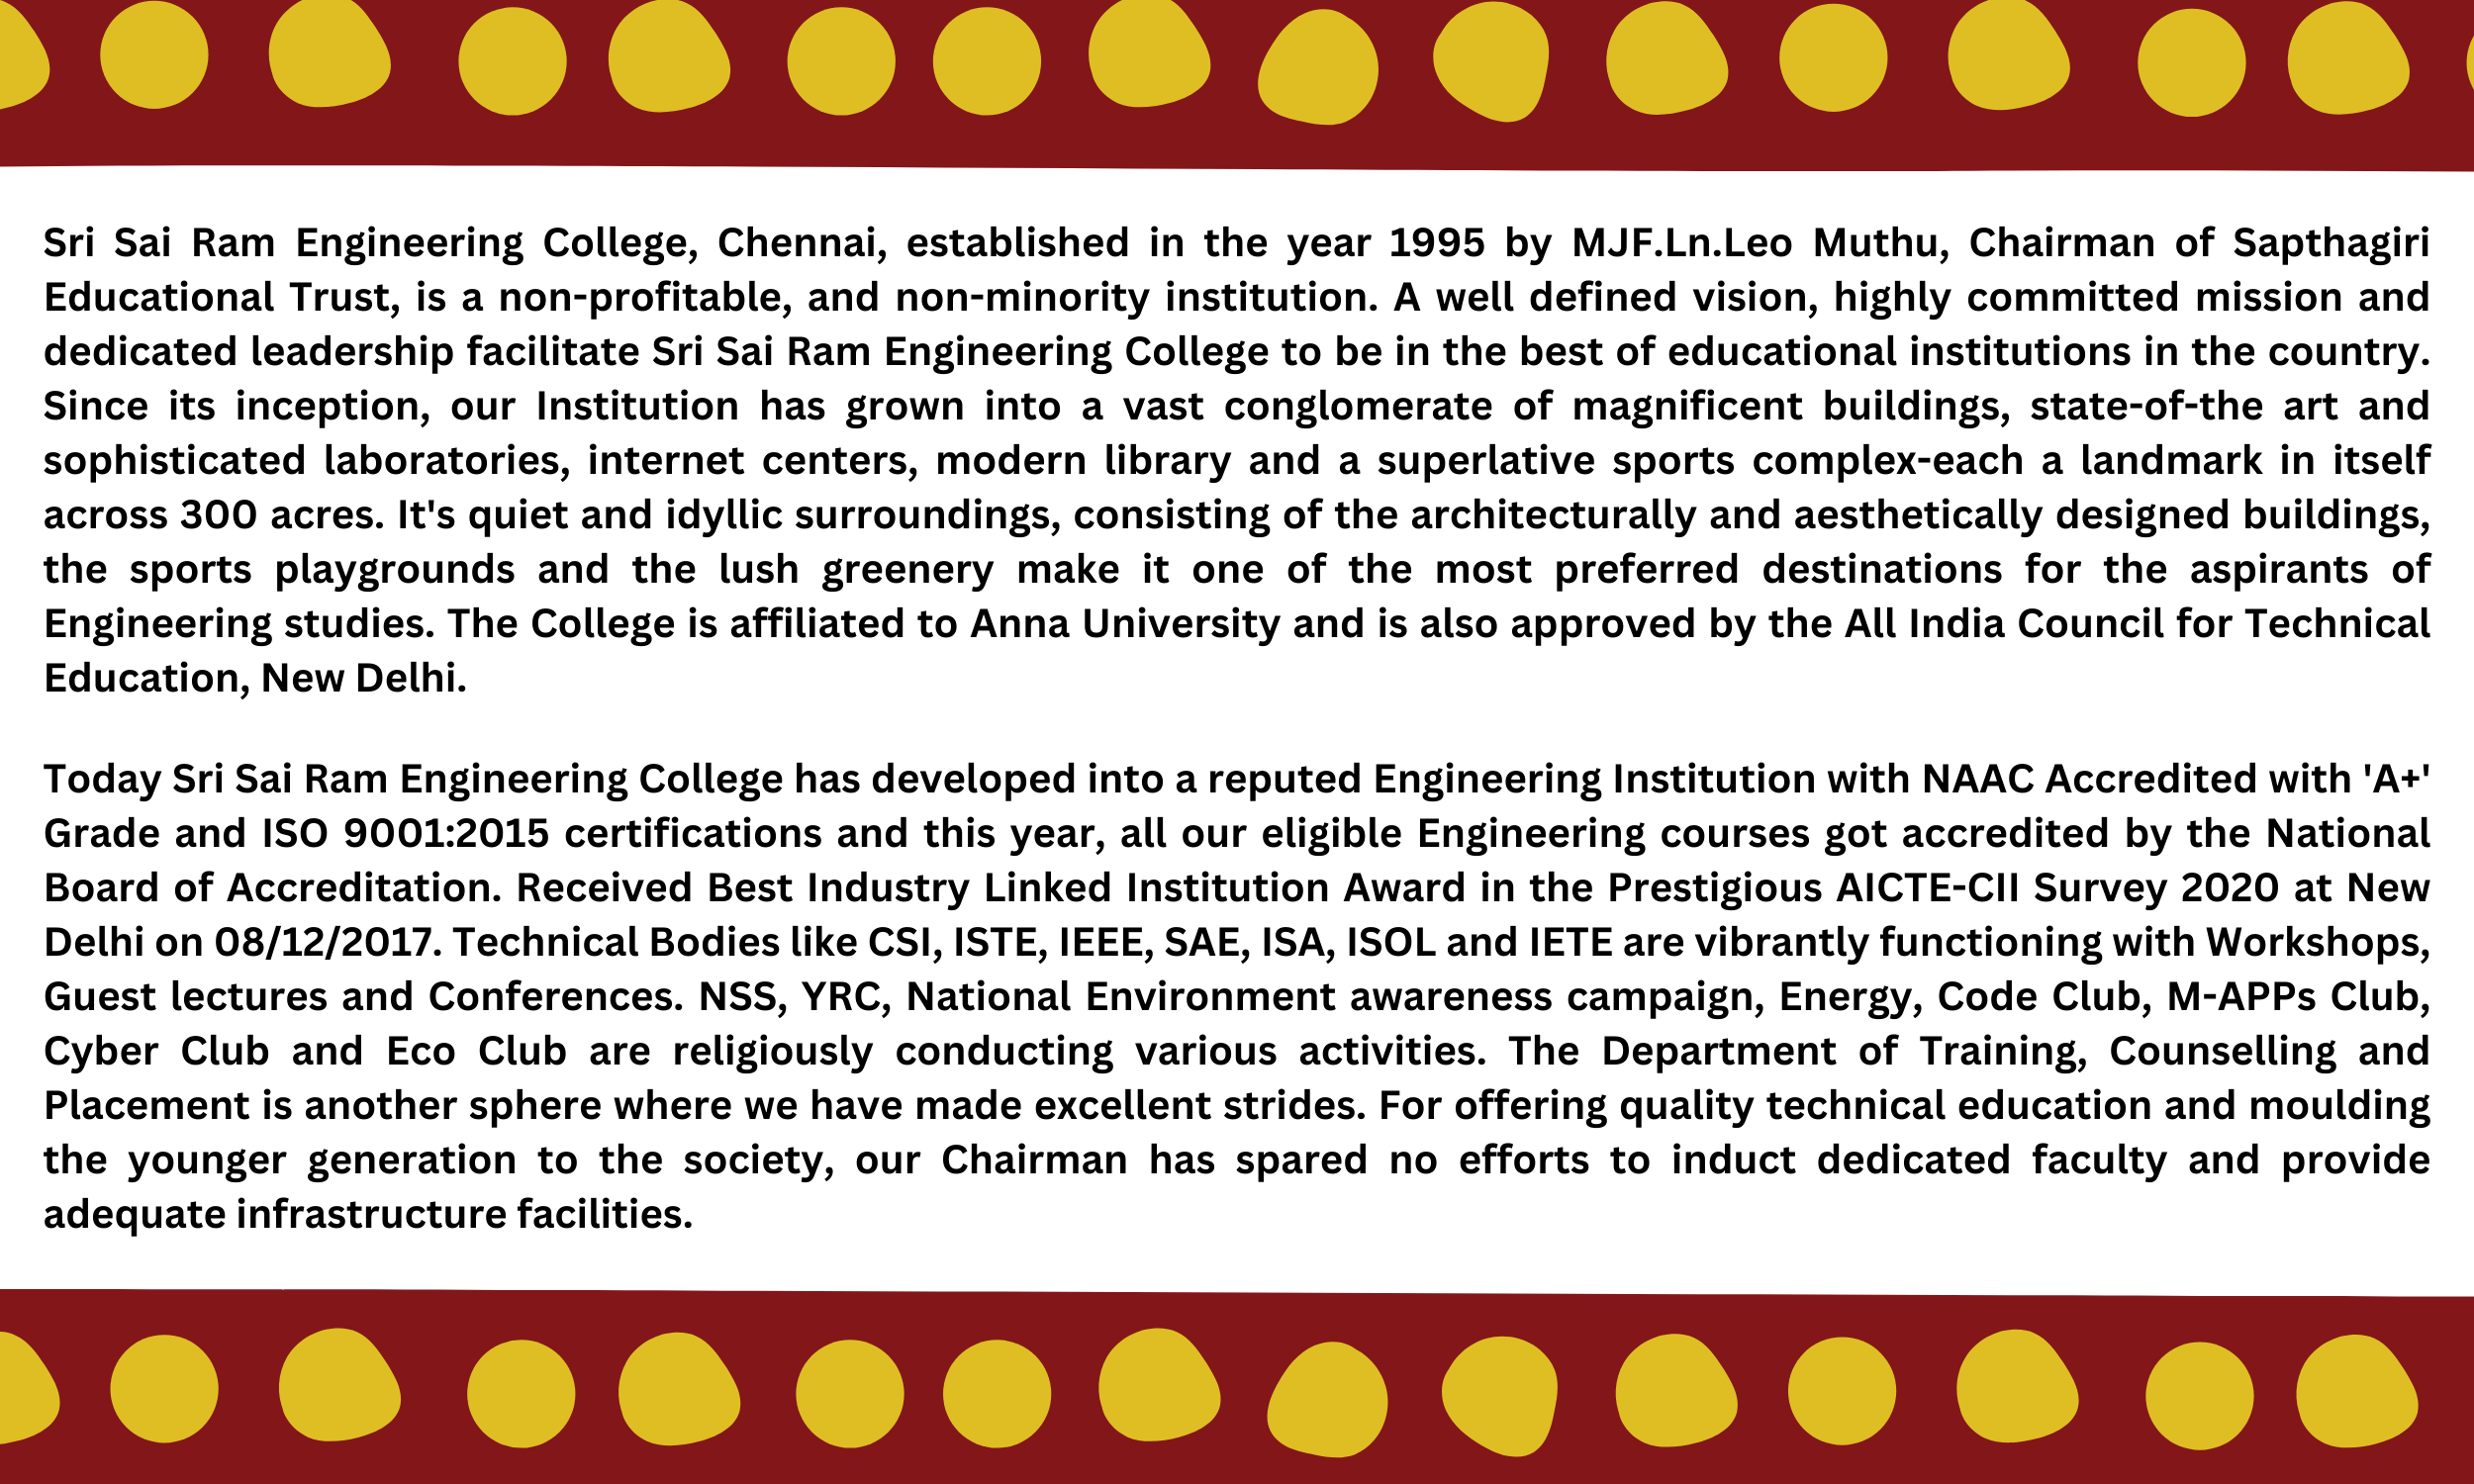 Sri Sai Ram Engineering College, Chennai, established in the year 1995 by MJF.Ln.Leo Muthu, Chairman of Sapthagiri
Educational Trust, is a non-profitable, and non-minority institution. A well defined vision, highly committed mission and
dedicated leadership facilitate Sri Sai Ram Engineering College to be in the best of educational institutions in the country.
Since its inception, our Institution has grown into a vast conglomerate of magnificent buildings, state-of-the art and
sophisticated laboratories, internet centers, modern library and a superlative sports complex-each a landmark in itself
across 300 acres. It's quiet and idyllic surroundings, consisting of the architecturally and aesthetically designed buildings,
the sports playgrounds and the lush greenery make it one of the most preferred destinations for the aspirants of
Engineering studies. The College is affiliated to Anna University and is also approved by the All India Council for Technical
Education, New Delhi.
Today Sri Sai Ram Engineering College has developed into a reputed Engineering Institution with NAAC Accredited with 'A+'
Grade and ISO 9001:2015 certifications and this year, all our eligible Engineering courses got accredited by the National
Board of Accreditation. Received Best Industry Linked Institution Award in the Prestigious AICTE-CII Survey 2020 at New
Delhi on 08/12/2017. Technical Bodies like CSI, ISTE, IEEE, SAE, ISA, ISOL and IETE are vibrantly functioning with Workshops,
Guest lectures and Conferences. NSS, YRC, National Environment awareness campaign, Energy, Code Club, M-APPs Club,
Cyber Club and Eco Club are religiously conducting various activities. The Department of Training, Counselling and
Placement is another sphere where we have made excellent strides. For offering quality technical education and moulding
the younger generation to the society, our Chairman has spared no efforts to induct dedicated faculty and provide
adequate infrastructure facilities.